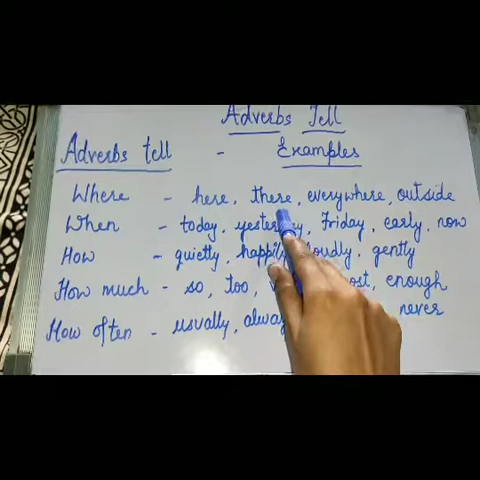 Adverbs Tell
Adverbs tell - Examples
Where - here, there, everywhere, outside
When - today, yesterday, Friday, early, now
How - quietly, happily, loudly, gently
How much - so, too, enough
How often - usually, never